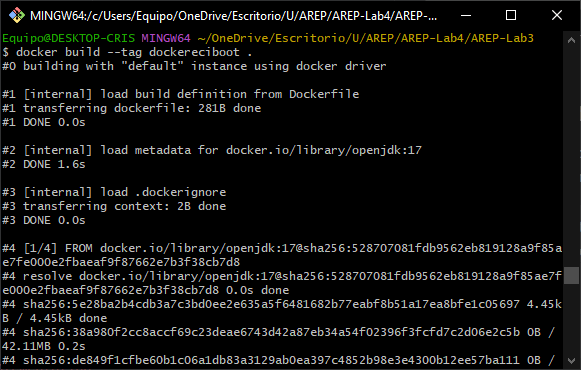 MINGW64:/c/Users/Equipo/OneDrive/Escritorio/U/AREP/AREP-Lab4/AREP-...
Equipo@DESKTOP-CRIS MINGW64 ~/OneDrive/Escritorio/U/AREP/AREP-Lab4/AREP-Lab3
$ docker build --tag dockereciboot .
#0 building with "default" instance using docker driver
#1 [internal] load build definition from Dockerfile
#1 transferring dockerfile: 281B done
#1 DONE 0.0s
#2 [internal] load metadata for docker.io/library/openjdk:17
#2 DONE 1.6s
#3 [internal] load .dockerignore
#3 transferring context: 2B done
#3 DONE 0.0s
#4 [1/4] FROM docker.io/library/openjdk:17@sha256:528707081fdb9562eb819128a9f85ae7fe000e2fbaeaf9f87662e7b3f38cb7d8
#4 resolve docker.io/library/openjdk:17@sha256:528707081fdb9562eb819128a9f85ae7f
e000e2fbaeaf9f87662e7b3f38cb7d8 0.0s done
#4 sha256:5e28ba2b4cdb3a7c3bd0ee2e635a5f6481682b77eabf8b51a17ea8bfe1c05697 4.45k
B / 4.45kB done
#4 sha256:38a980f2cc8accf69c23deae6743d42a87eb34a54f02396f3fcfd7c2d06e2c5b 0B /
42.11MB 0.2s
#4 sha256:de849f1cfbe60b1c06a1db83a3129ab0ea397c4852b98e3e4300b12ee57ba111 0B /